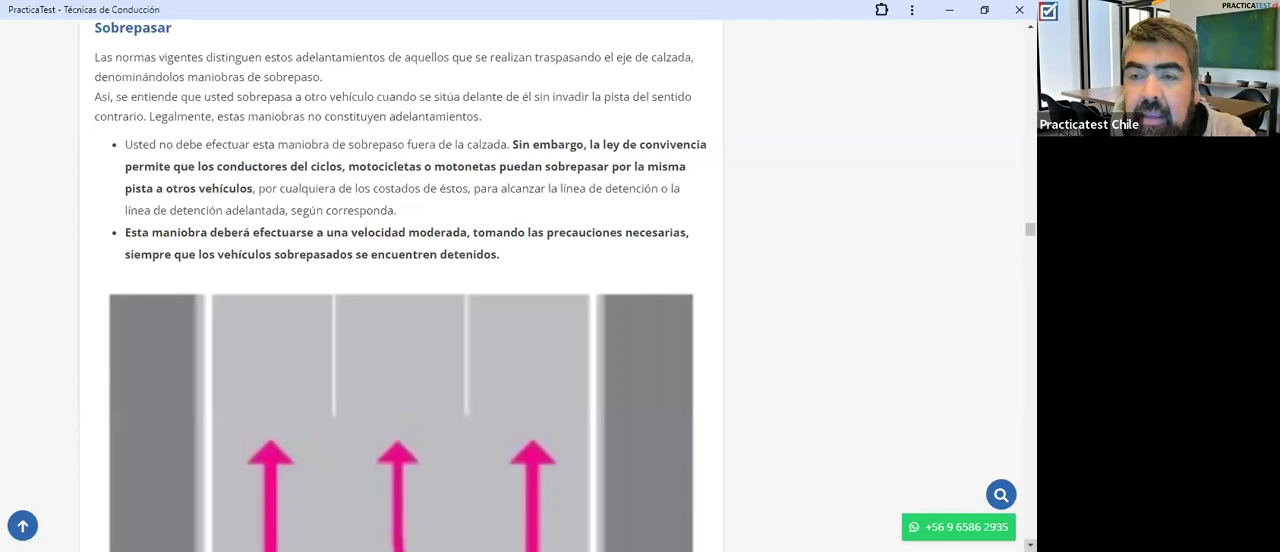 PracticaTest - Técnicas de Conducción
PRACTICATEST
Sobrepasar
Las normas vigentes distinguen estos adelantamientos de aquellos que se realizan traspasando el eje de calzada,
denominándolos maniobras de sobrepaso.
Así, se entiende que usted sobrepasa a otro vehículo cuando se sitúa delante de él sin invadir la pista del sentido
contrario. Legalmente, estas maniobras no constituyen adelantamientos.
Practicatest Chile
• Usted no debe efectuar esta maniobra de sobrepaso fuera de la calzada. Sin embargo, la ley de convivencia
permite que los conductores del ciclos, motocicletas o motonetas puedan sobrepasar por la misma
pista a otros vehículos, por cualquiera de los costados de éstos, para alcanzar la línea de detención o la
línea de detención adelantada, según corresponda.
• Esta maniobra deberá efectuarse a una velocidad moderada, tomando las precauciones necesarias,
siempre que los vehículos sobrepasados se encuentren detenidos.
+56 9 6586 2935